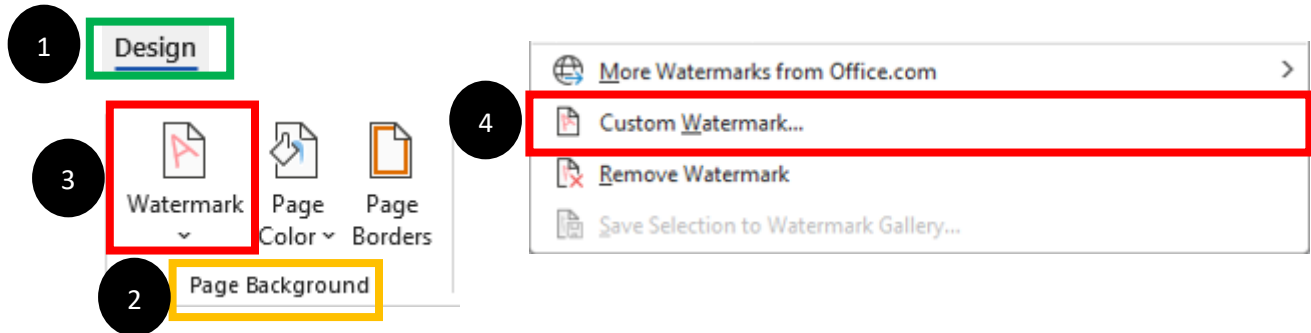 1
Design
3
Watermark
Page
Color
Page
Borders
2
Page Background
More Watermarks from Office.com
4
Custom Watermark...
Remove Watermark
Save Selection to Watermark Gallery...